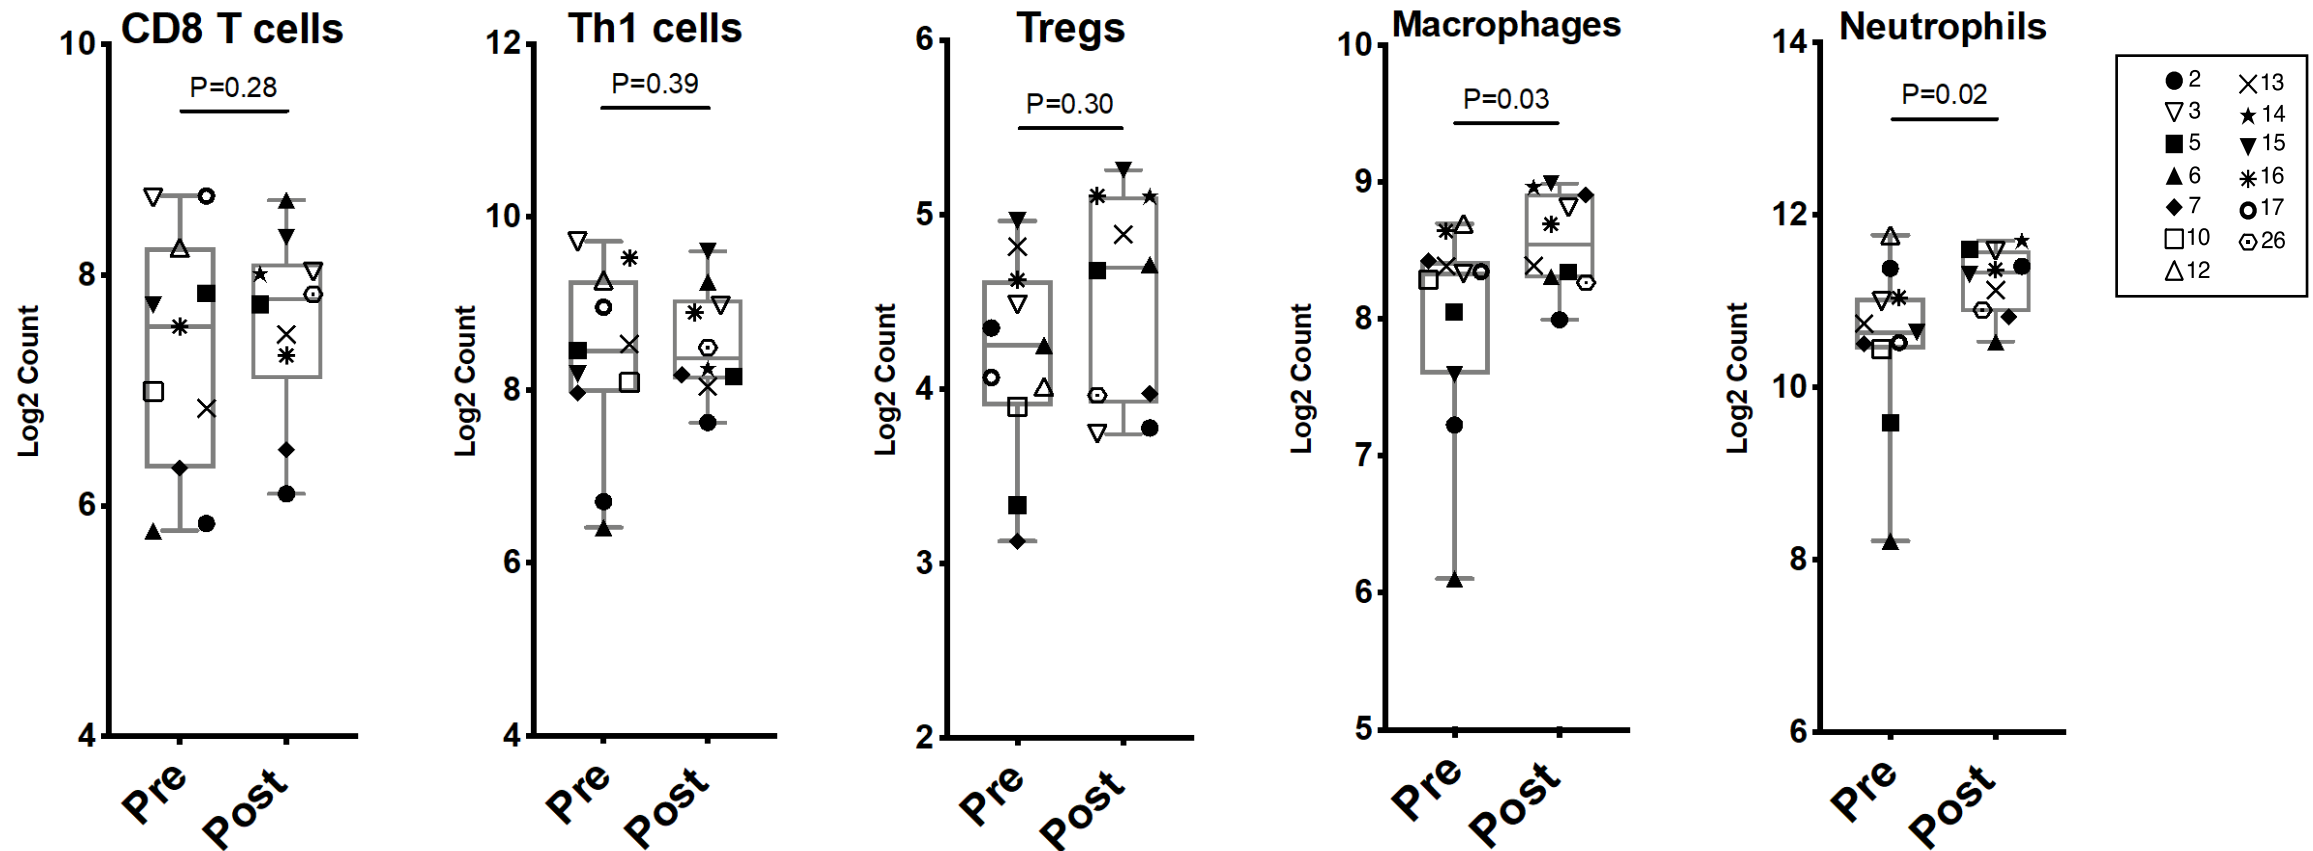 CD8 T cells
P=0.28
10
8
6
4
Log2 Count
Pre
Post
Th1 cells
P=0.39
12
10
8
6
4
Log2 Count
Pre
Post
Tregs
P=0.30
6
5
4
3
2
Log2 Count
Pre
Post
Macrophages
P=0.03
10
9
8
7
6
5
Log2 Count
Pre
Post
Neutrophils
P=0.02
14
12
10
8
6
Log2 Count
Pre
Post
2
3
5
6
7
10
12
13
14
15
16
17
26